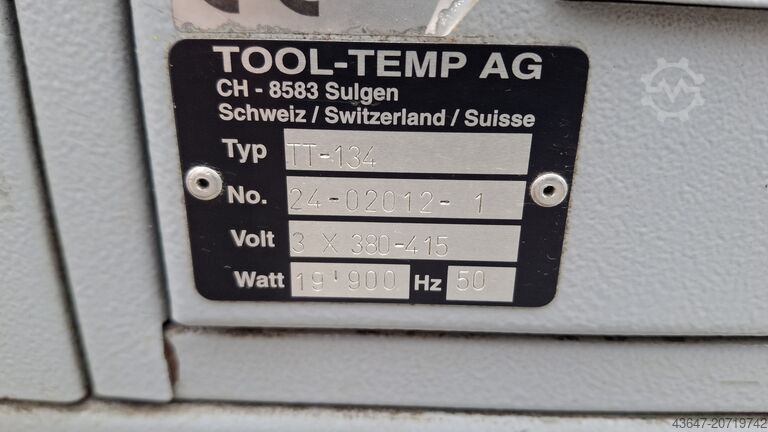 TOOL-TEMP AG
CH - 8583 Sulgen
Schweiz / Switzerland / Suisse
Typ TT-134
No. 24-02012- 1
Volt 3 X 380-415
Watt 19'900 Hz 50
43647-20719742